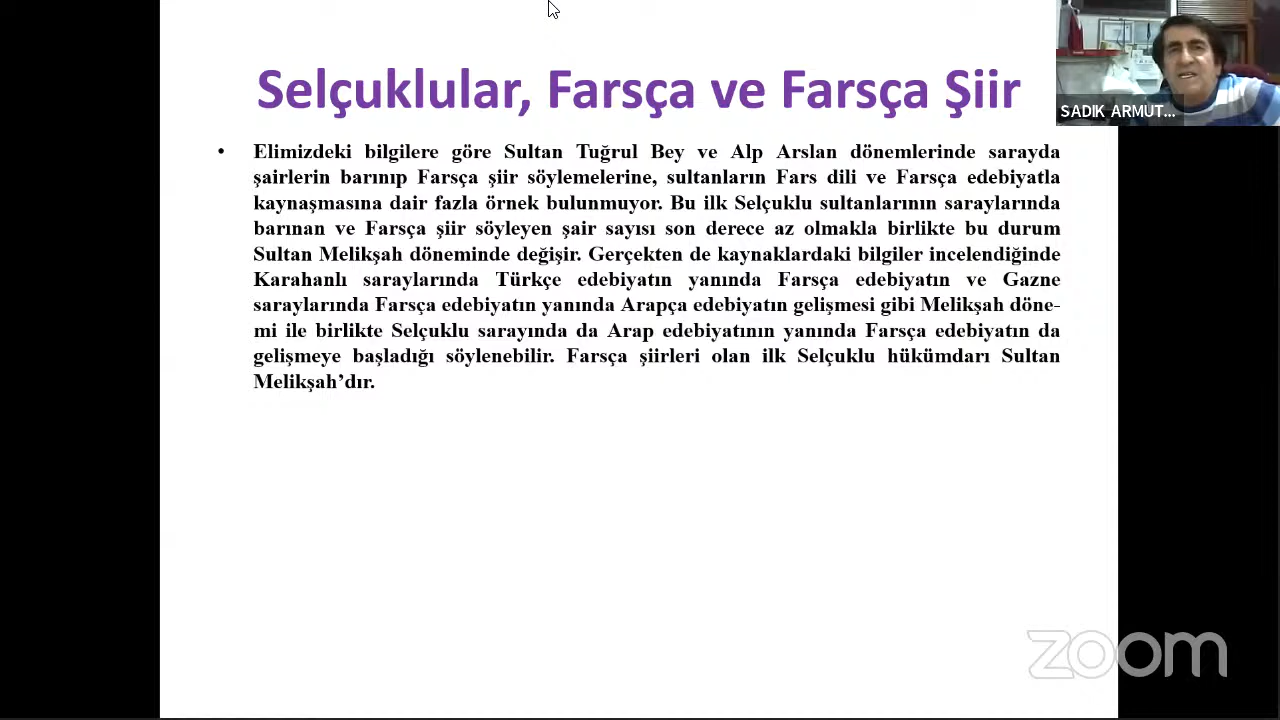 Selçuklular, Farsça ve Farsça Şiir
SADIK ARMUT...
• Elimizdeki bilgilere göre Sultan Tuğrul Bey ve Alp Arslan dönemlerinde sarayda
şairlerin barınıp Farsça şiir söylemelerine, sultanların Fars dili ve Farsça edebiyatla
kaynaşmasına dair fazla örnek bulunmuyor. Bu ilk Selçuklu sultanlarının saraylarında
barınan ve Farsça şiir söyleyen şair sayısı son derece az olmakla birlikte bu durum
Sultan Melikşah döneminde değişir. Gerçekten de kaynaklardaki bilgiler incelendiğinde
Karahanlı saraylarında Türkçe edebiyatın yanında Farsça edebiyatın ve Gazne
saraylarında Farsça edebiyatın yanında Arapça edebiyatın gelişmesi gibi Melikşah döne-
mi ile birlikte Selçuklu sarayında da Arap edebiyatının yanında Farsça edebiyatın da
gelişmeye başladığı söylenebilir. Farsça şiirleri olan ilk Selçuklu hükümdarı Sultan
Melikşah’dır.
zoom